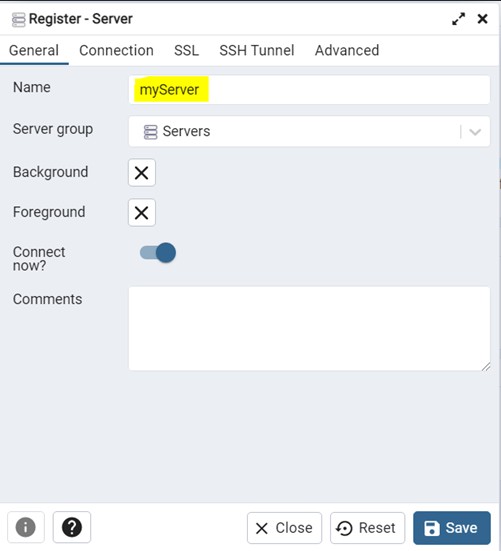 Register - Server
General Connection SSL SSH Tunnel Advanced
Name myServer
Server group Servers
Background
Foreground
Connect
now?
Comments
Close Reset Save